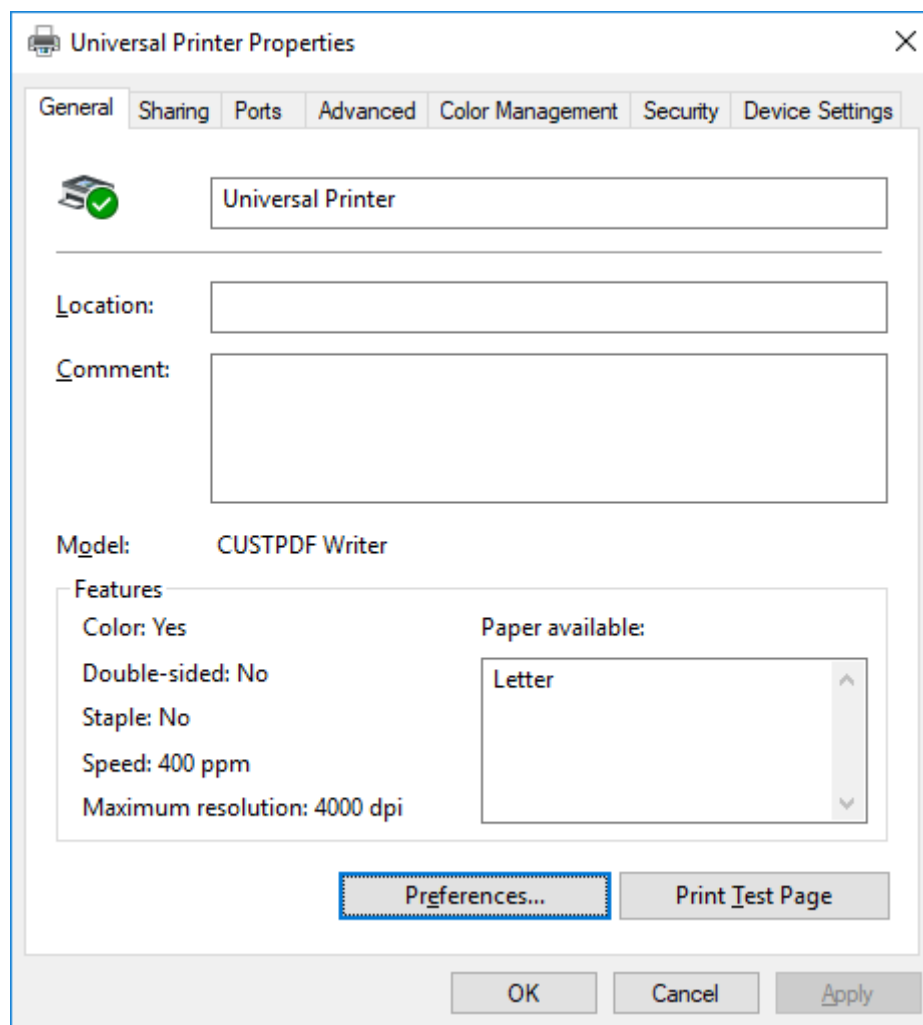 Universal Printer Properties
General Sharing Ports Advanced Color Management Security Device Settings
Universal Printer
Location:
Comment:
Model: CUSTPDF Writer
Features
Color: Yes
Paper available:
Double-sided: No
Letter
Staple: No
Speed: 400 ppm
Maximum resolution: 4000 dpi
Preferences... Print Test Page
OK Cancel Apply